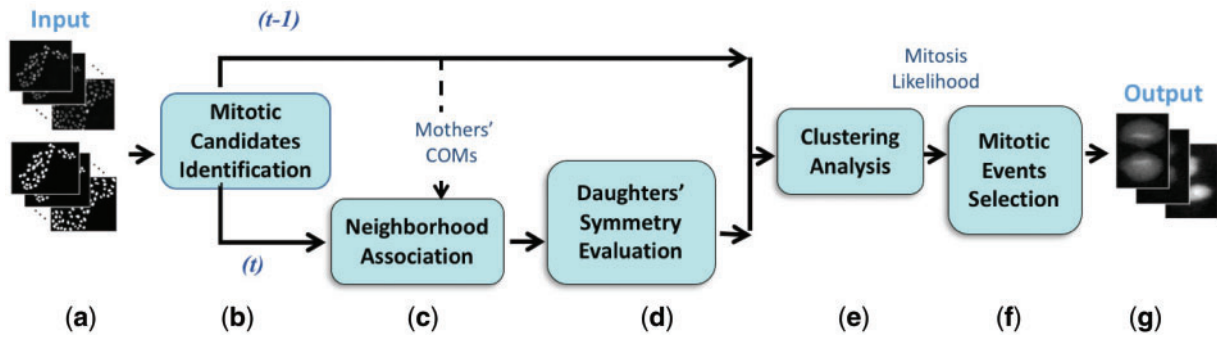 Input
(t-1)
Mitotic
Candidates
Identification
Mothers'
COMs
(t)
Neighborhood
Association
Daughters'
Symmetry
Evaluation
Clustering
Analysis
Mitosis
Likelihood
Mitotic
Events
Selection
Output
(a)
(b)
(c)
(d)
(e)
(f)
(g)